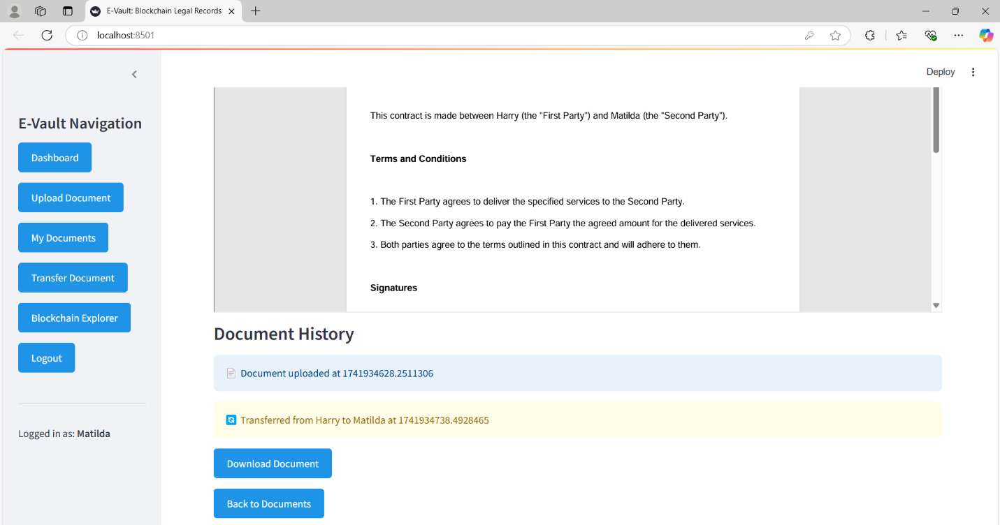 E-Vault: Blockchain Legal Records
localhost:8501
Deploy
E-Vault Navigation
Dashboard
Upload Document
My Documents
Transfer Document
Blockchain Explorer
Logout
Logged in as: Matilda
This contract is made between Harry (the "First Party") and Matilda (the "Second Party").
Terms and Conditions
1. The First Party agrees to deliver the specified services to the Second Party.
2. The Second Party agrees to pay the First Party the agreed amount for the delivered services.
3. Both parties agree to the terms outlined in this contract and will adhere to them.
Signatures
Document History
Document uploaded at 1741934628.2511306
Transferred from Harry to Matilda at 1741934738.4928465
Download Document
Back to Documents